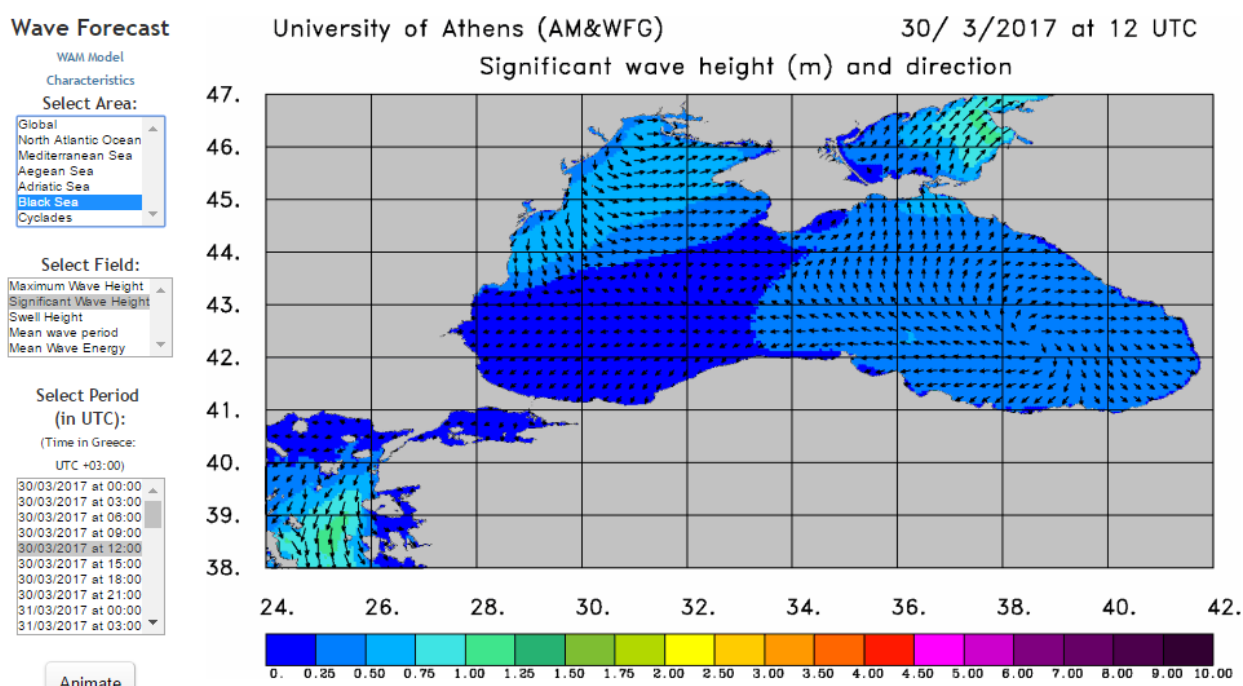 Wave Forecast
WAM Model
Characteristics
Select Area:
Global
North Atlantic Ocean
Mediterranean Sea
Aegean Sea
Adriatic Sea
Black Sea
Cyclades
Select Field:
Maximum Wave Height
Significant Wave Height
Swell Height
Mean wave period
Mean Wave Energy
Select Period
(in UTC):
(Time in Greece:
UTC +03:00)
30/03/2017 at 00:00
30/03/2017 at 03:00
30/03/2017 at 06:00
30/03/2017 at 09:00
30/03/2017 at 12:00
30/03/2017 at 15:00
30/03/2017 at 18:00
30/03/2017 at 21:00
31/03/2017 at 00:00
31/03/2017 at 03:00
Animate
University of Athens (AM&WFG) 30/ 3/2017 at 12 UTC
Significant wave height (m) and direction
47.
46.
45.
44.
43.
42.
41.
40.
39.
38.
24. 26. 28. 30. 32. 34. 36. 38. 40. 42.
0. 0.25 0.50 0.75 1.00 1.25 1.50 1.75 2.00 2.50 3.00 3.50 4.00 4.50 5.00 6.00 7.00 8.00 9.00 10.00